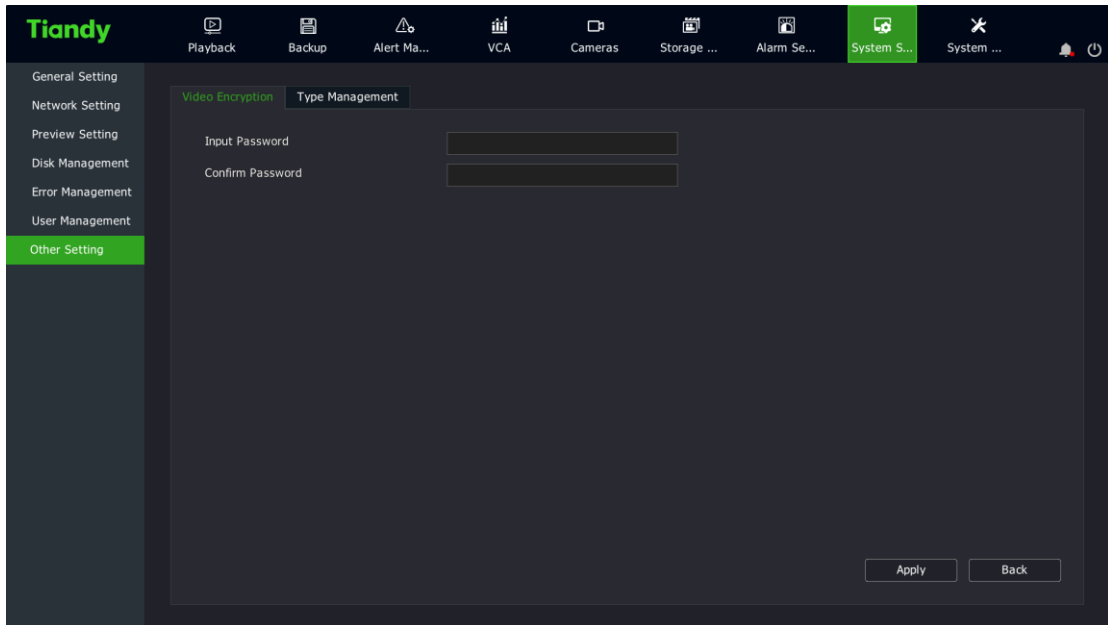 Tiandy
Playback
Backup
Alert Ma...
VCA
Cameras
Storage ...
Alarm Se...
System S...
System ...
General Setting
Network Setting
Preview Setting
Disk Management
Error Management
User Management
Other Setting
Video Encryption
Type Management
Input Password
Confirm Password
Apply
Back